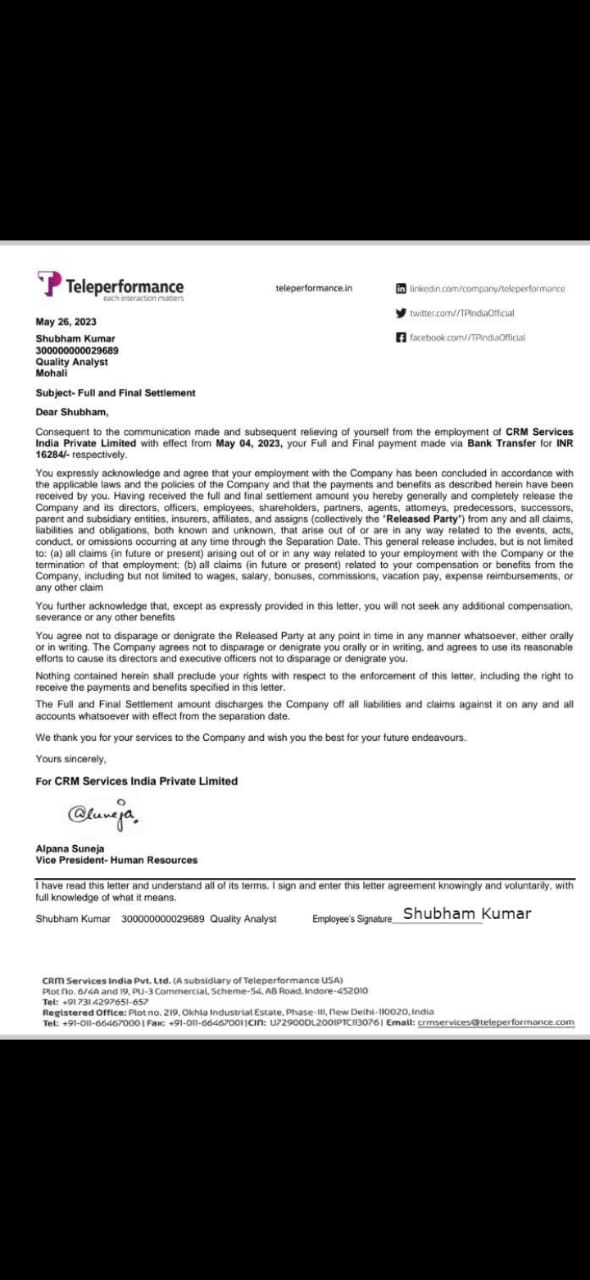 Teleperformance
each interaction matters
teleperformance.in
linkedin.com/company/teleperformance
twitter.com//TPIndiaOfficial
facebook.com//TPIndiaOfficial
May 26, 2023
Shubham Kumar
300000000029689
Quality Analyst
Mohali
Subject- Full and Final Settlement
Dear Shubham,
Consequent to the communication made and subsequent relieving of yourself from the employment of CRM Services
India Private Limited with effect from May 04, 2023, your Full and Final payment made via Bank Transfer for INR
16284/- respectively.
You expressly acknowledge and agree that your employment with the Company has been concluded in accordance with
the applicable laws and the policies of the Company and that the payments and benefits as described herein have been
received by you. Having received the full and final settlement amount you hereby generally and completely release the
Company and its directors, officers, employees, shareholders, partners, agents, attorneys, predecessors, successors,
parent and subsidiary entities, insurers, affiliates, and assigns (collectively the "Released Party") from any and all claims,
liabilities and obligations, both known and unknown, that arise out of or are in any way related to the events, acts,
conduct, or omissions occurring at any time through the Separation Date. This general release includes, but is not limited
to: (a) all claims (in future or present) arising out of or in any way related to your employment with the Company or the
termination of that employment; (b) all claims (in future or present) related to your compensation or benefits from the
Company, including but not limited to wages, salary, bonuses, commissions, vacation pay, expense reimbursements, or
any other claim
You further acknowledge that, except as expressly provided in this letter, you will not seek any additional compensation,
severance or any other benefits
You agree not to disparage or denigrate the Released Party at any point in time in any manner whatsoever, either orally
or in writing. The Company agrees not to disparage or denigrate you orally or in writing, and agrees to use its reasonable
efforts to cause its directors and executive officers not to disparage or denigrate you.
Nothing contained herein shall preclude your rights with respect to the enforcement of this letter, including the right to
receive the payments and benefits specified in this letter.
The Full and Final Settlement amount discharges the Company off all liabilities and claims against it on any and all
accounts whatsoever with effect from the separation date.
We thank you for your services to the Company and wish you the best for your future endeavours.
Yours sincerely,
For CRM Services India Private Limited
Alpana Suneja
Vice President- Human Resources
I have read this letter and understand all of its terms. I sign and enter this letter agreement knowingly and voluntarily, with
full knowledge of what it means.
Shubham Kumar 300000000029689 Quality Analyst Employee's Signature Shubham Kumar
CRM Services India Pvt. Ltd. (A subsidiary of Teleperformance USA)
Plot No. 6/4A and 19, PU-3 Commercial, Scheme-54, AB Road, Indore-452010
Tel: +91 731 4297651-657
Registered Office: Plot no. 219, Okhla Industrial Estate, Phase-III, New Delhi-110020, India
Tel: +91-011-66467000 | Fax: +91-011-66467001 | CIN: U72900DL2001PTC113076 | Email: crmservices@teleperformance.com